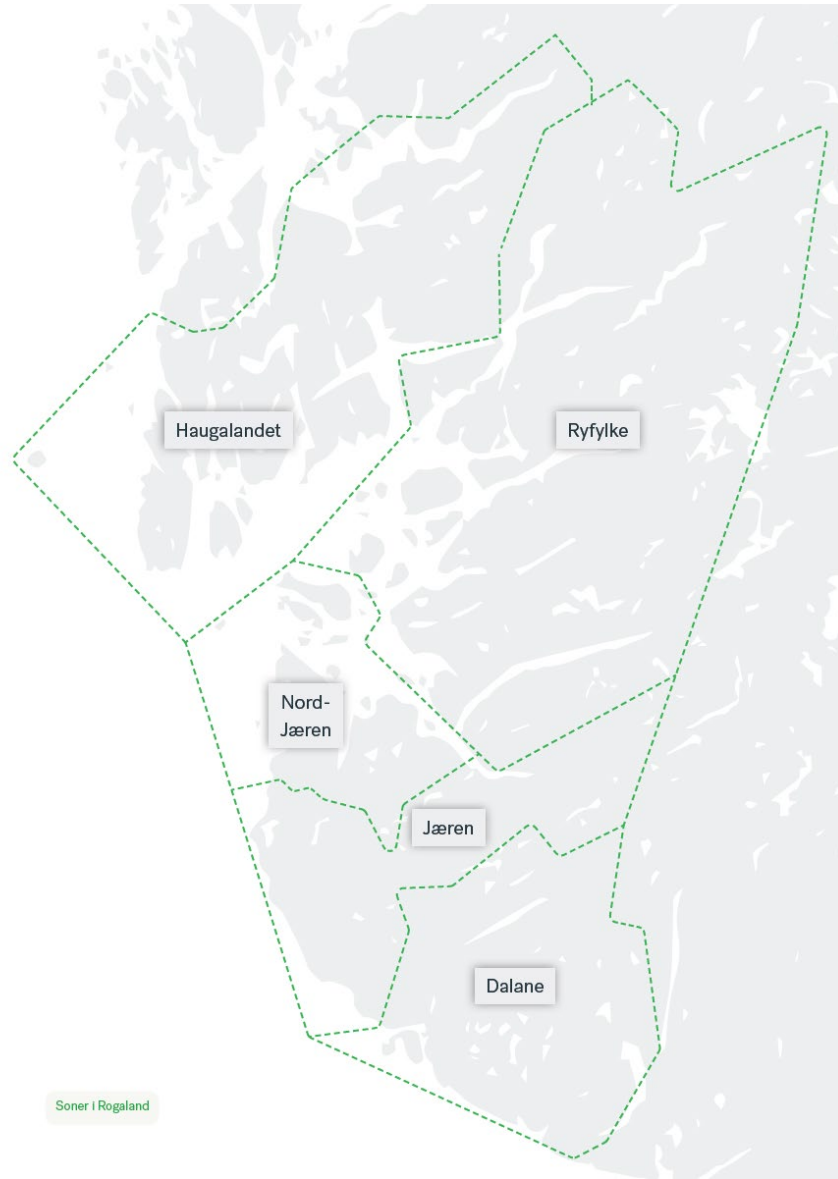 Haugalandet
Ryfylke
Nord-
Jæren
Jæren
Dalane
Soner i Rogaland